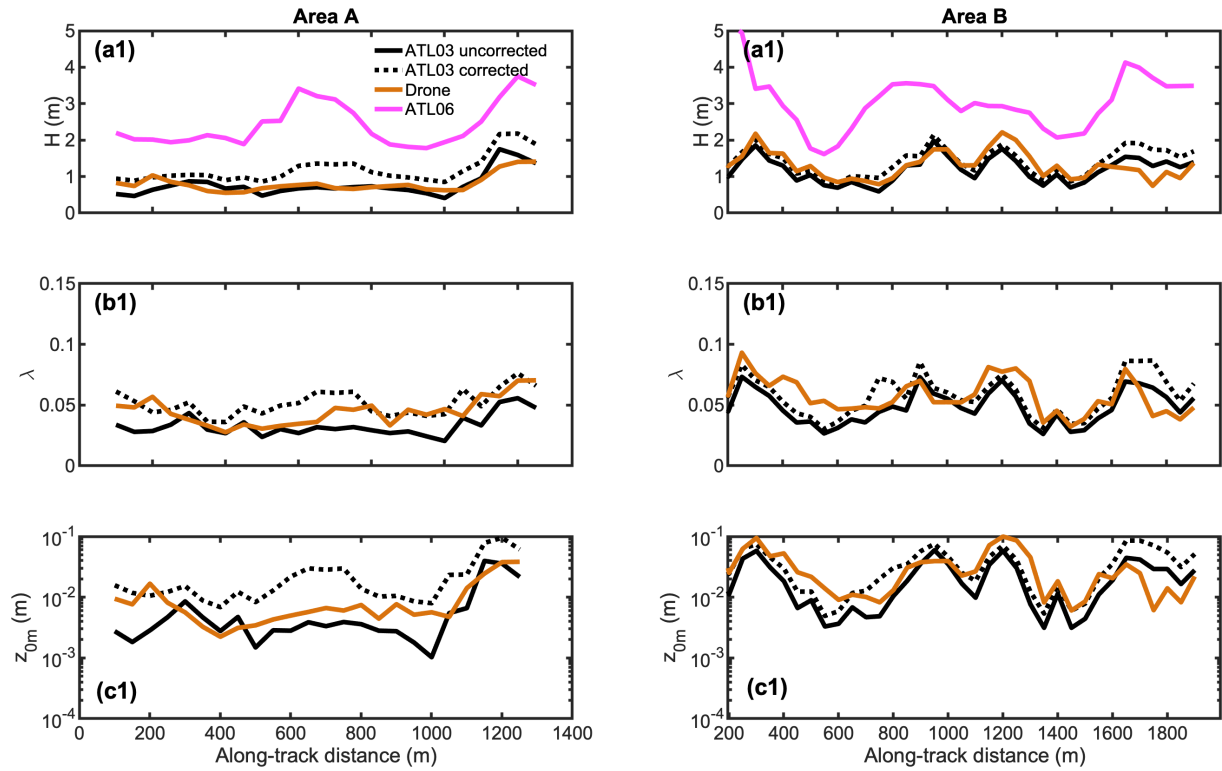 Area A
Area B
(a1)
ATL03 uncorrected
ATL03 corrected
Drone
ATL06
H (m)
5
4
3
2
1
0
(a1)
H (m)
5
4
3
2
1
0
(b1)
λ
0.15
0.1
0.05
0
(b1)
λ
0.15
0.1
0.05
0
(c1)
z0m (m)
10-1
10-2
10-3
10-4
0 200 400 600 800 1000 1200 1400
Along-track distance (m)
(c1)
z0m (m)
10-1
10-2
10-3
10-4
200 400 600 800 1000 1200 1400 1600 1800
Along-track distance (m)